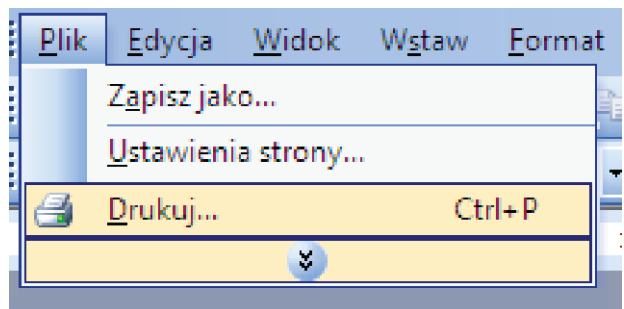 Plik Edycja Widok Wstaw Format
Zapisz jako...
Ustawienia strony...
Drukuj... Ctrl+P